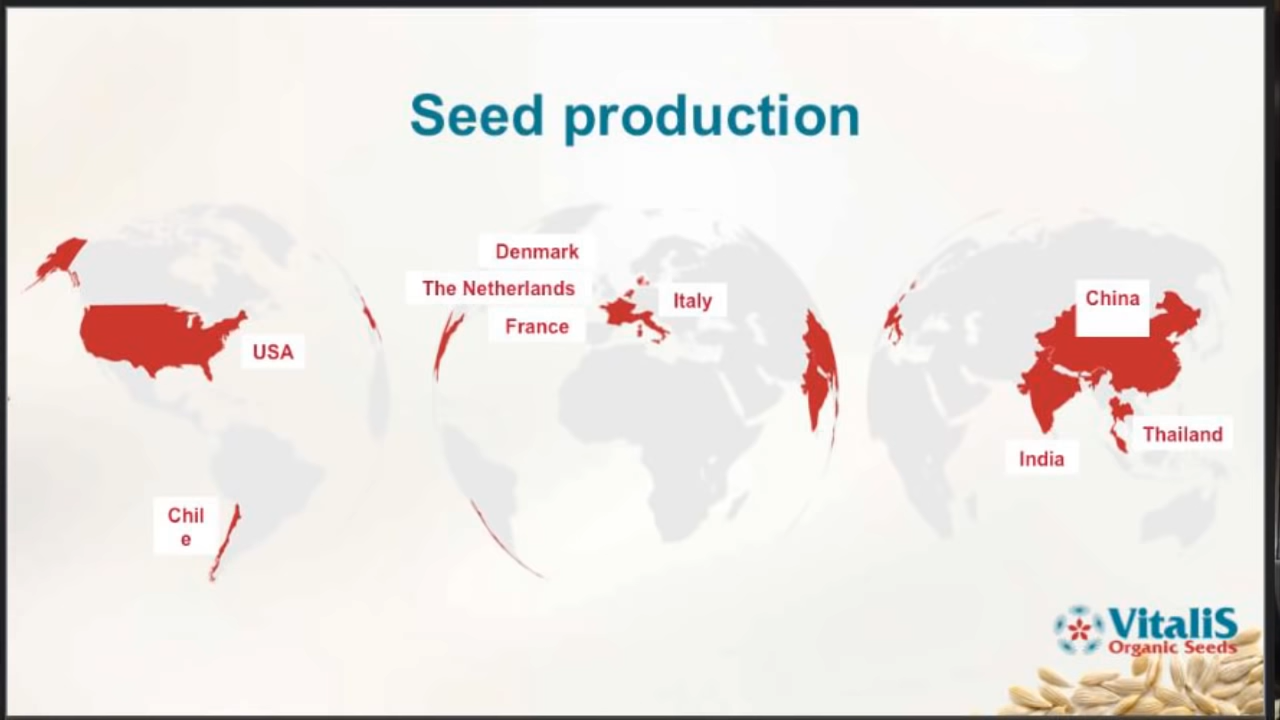 Seed production
Denmark
The Netherlands
Italy
France
USA
Chil
e
China
Thailand
India
VitaliS
Organic Seeds